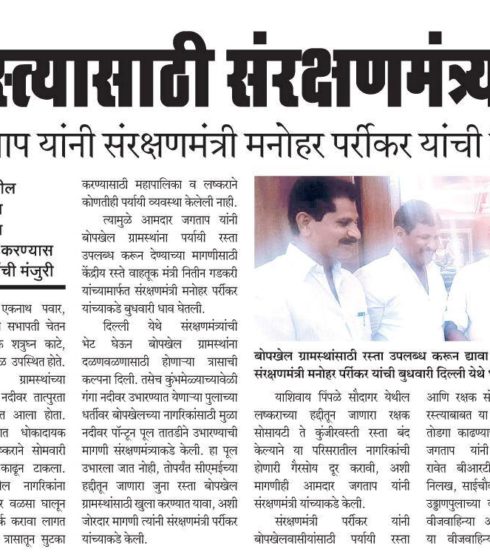 स्त्यासाठी संरक्षणमंत्र्य
ाप यांनी संरक्षणमंत्री मनोहर पर्रीकर यांची
करण्यास
ंची मंजुरी
एकनाथ पवार,
सभापती चेतन
शत्रुघ्न काटे,
उपस्थित होते.
ग्रामस्थांच्या
नदीवर तात्पुरता
त आला होता.
ात धोकादायक
कराने सोमवारी
काढून टाकला.
ील नागरिकांना
र वळसा घालून
र्क करावा लागत
त्रासातून सुटका
करण्यासाठी महापालिका व लष्कराने
कोणतीही पर्यायी व्यवस्था केलेली नाही.
त्यामुळे आमदार जगताप यांनी
बोपखेल ग्रामस्थांना पर्यायी रस्ता
उपलब्ध करून देण्याच्या मागणीसाठी
केंद्रीय रस्ते वाहतूक मंत्री नितीन गडकरी
यांच्यामार्फत संरक्षणमंत्री मनोहर पर्रीकर
यांच्याकडे बुधवारी धाव घेतली.
दिल्ली येथे संरक्षणमंत्र्यांची
भेट घेऊन बोपखेल ग्रामस्थांना
दळणवळणासाठी होणाऱ्या त्रासाची
कल्पना दिली. तसेच कुंभमेळ्याच्यावेळी
गंगा नदीवर उभारण्यात येणाऱ्या पुलाच्या
धर्तीवर बोपखेलच्या नागरिकांसाठी मुळा
नदीवर पाँन्टून पूल तातडीने उभारण्याची
मागणी संरक्षणमंत्र्याकडे केली. हा पूल
उभारला जात नाही, तोपर्यंत सीएमईच्या
हद्दीतून जाणारा जुना रस्ता बोपखेल
ग्रामस्थांसाठी खुला करण्यात यावा, अशी
जोरदार मागणी त्यांनी संरक्षणमंत्री पर्रीकर
यांच्याकडे केली.
बोपखेल ग्रामस्थांसाठी रस्ता उपलब्ध करून द्यावा
संरक्षणमंत्री मनोहर पर्रीकर यांची बुधवारी दिल्ली येथे
याशिवाय पिंपळे सौदागर येथील
लष्कराच्या हद्दीतून जाणारा रक्षक
सोसायटी ते कुंजीरवस्ती रस्ता बंद
केल्याने या परिसरातील नागरिकांची
होणारी गैरसोय दूर करावी, अशी
मागणीही आमदार जगताप यांनी
संरक्षणमंत्री यांच्याकडे केली.
संरक्षणमंत्री पर्रीकर यांनी
बोपखेलवासीयांसाठी पर्यायी रस्ता
आणि रक्षक सं
रस्त्याबाबत या
तोडगा काढण्या
रावेत बीआरटी
निलख, साईचौक
उड्डाणपुलाच्या
या वीजवाहिन्य
वीजवाहिन्यां